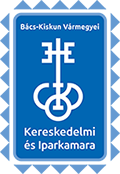 Bács-Kiskun Vármegyei
Kereskedelmi
és Iparkamara